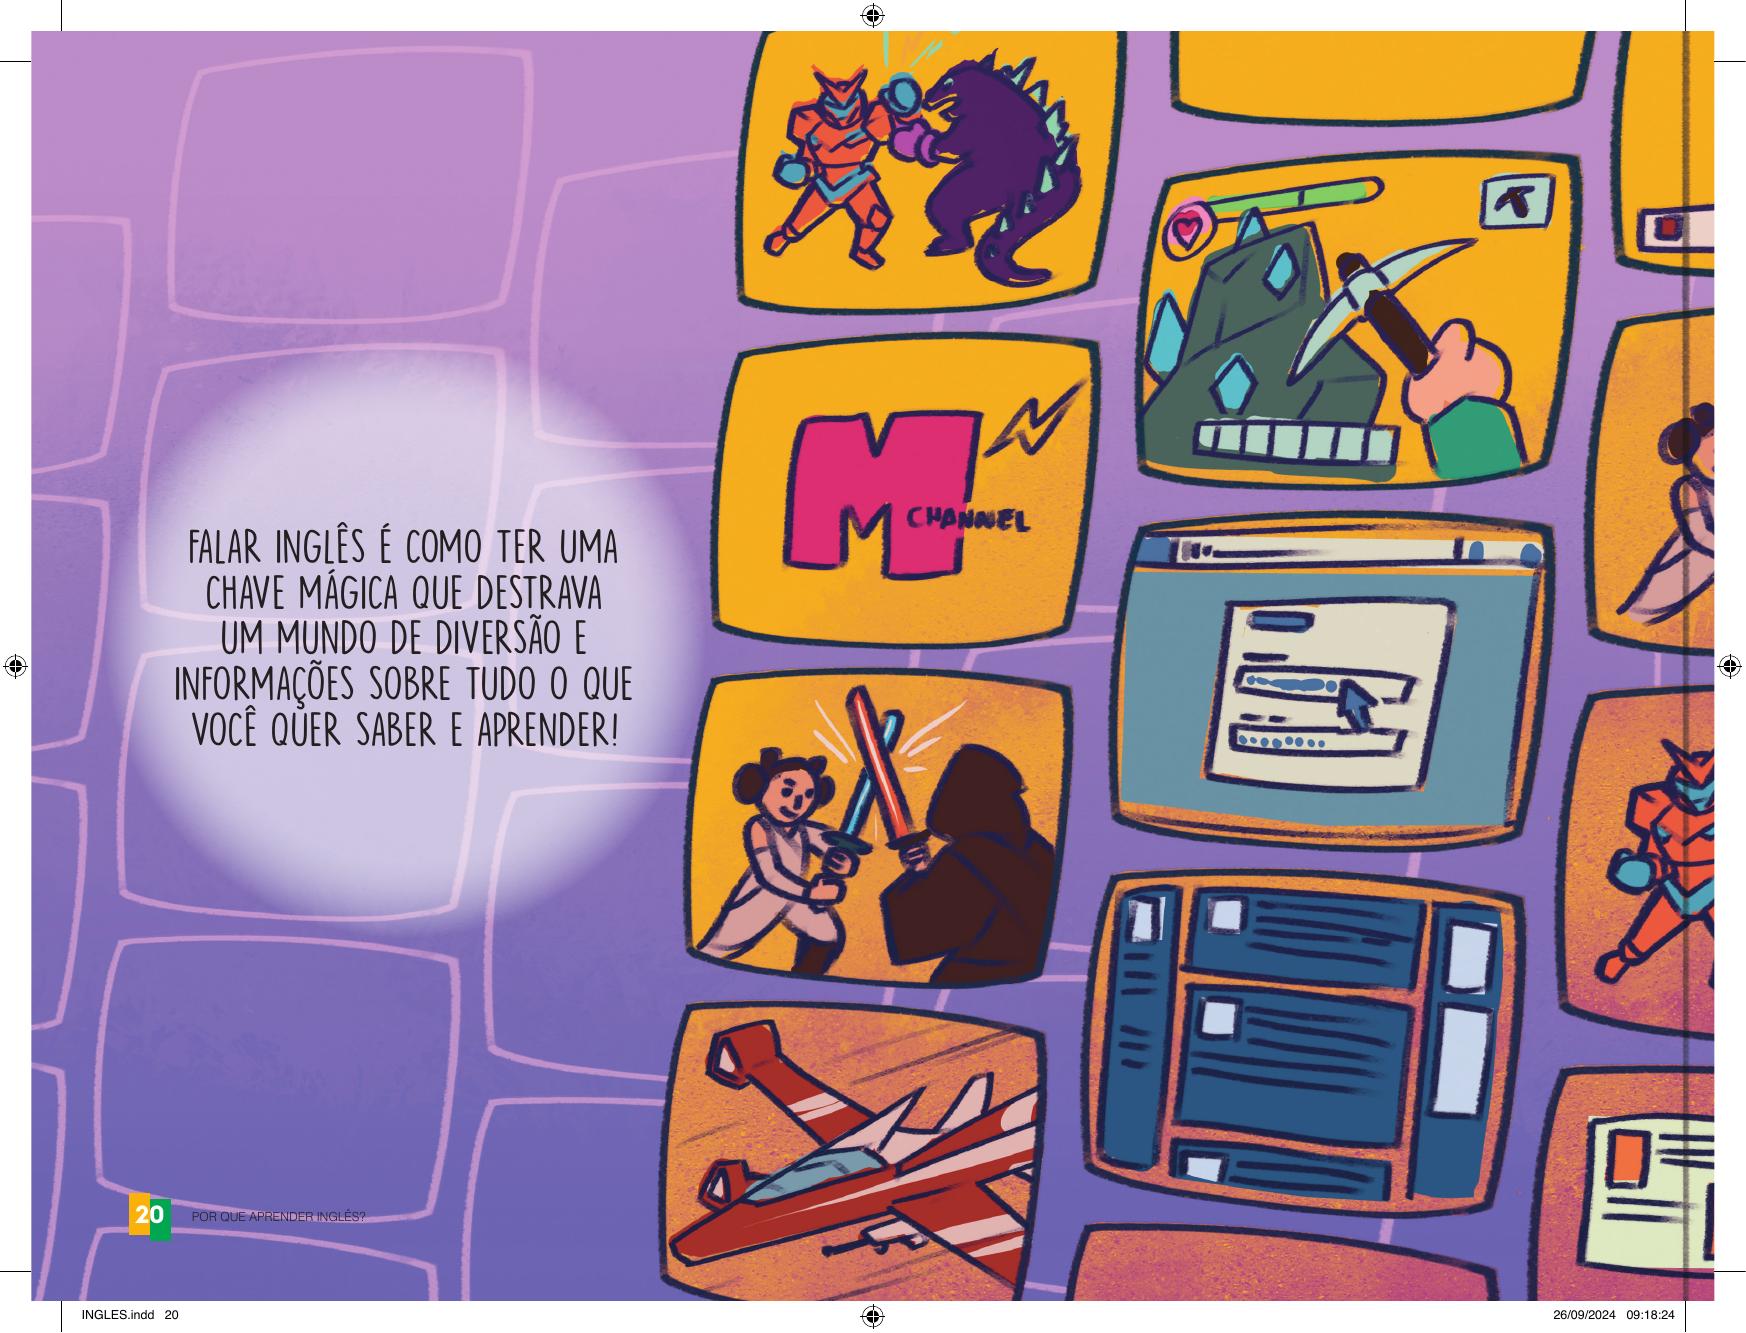 FALAR INGLÊS É COMO TER UMA
CHAVE MÁGICA QUE DESTRAVA
UM MUNDO DE DIVERSÃO E
INFORMAÇÕES SOBRE TUDO O QUE
VOCÊ QUER SABER E APRENDER!
M
CHANNEL
20
POR QUE APRENDER INGLÊS?
INGLES.indd 20
26/09/2024 09:18:24